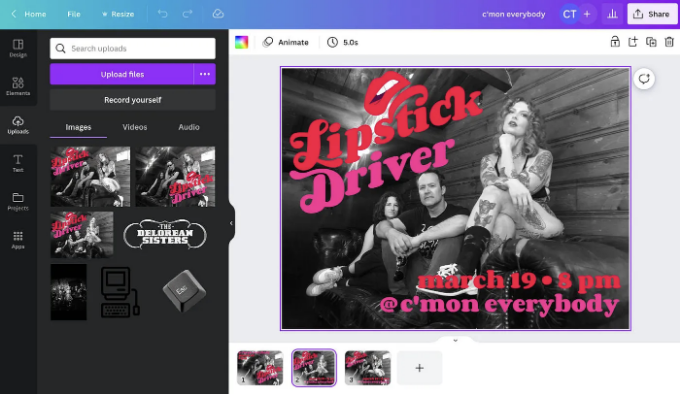 Home
File
Resize
c'mon everybody
CT
+
Share
Design
Elements
Uploads
Text
Projects
Apps
Search uploads
Upload files
Record yourself
Images
Videos
Audio
Lipstick
Driver
Lipstick
Driver
Lipstick
Driver
-THE-
DELOREAN
SISTERS
Esc
Animate
5.0s
Lipstick
Driver
march 19 • 8 pm
@c'mon everybody
1
2
3
+